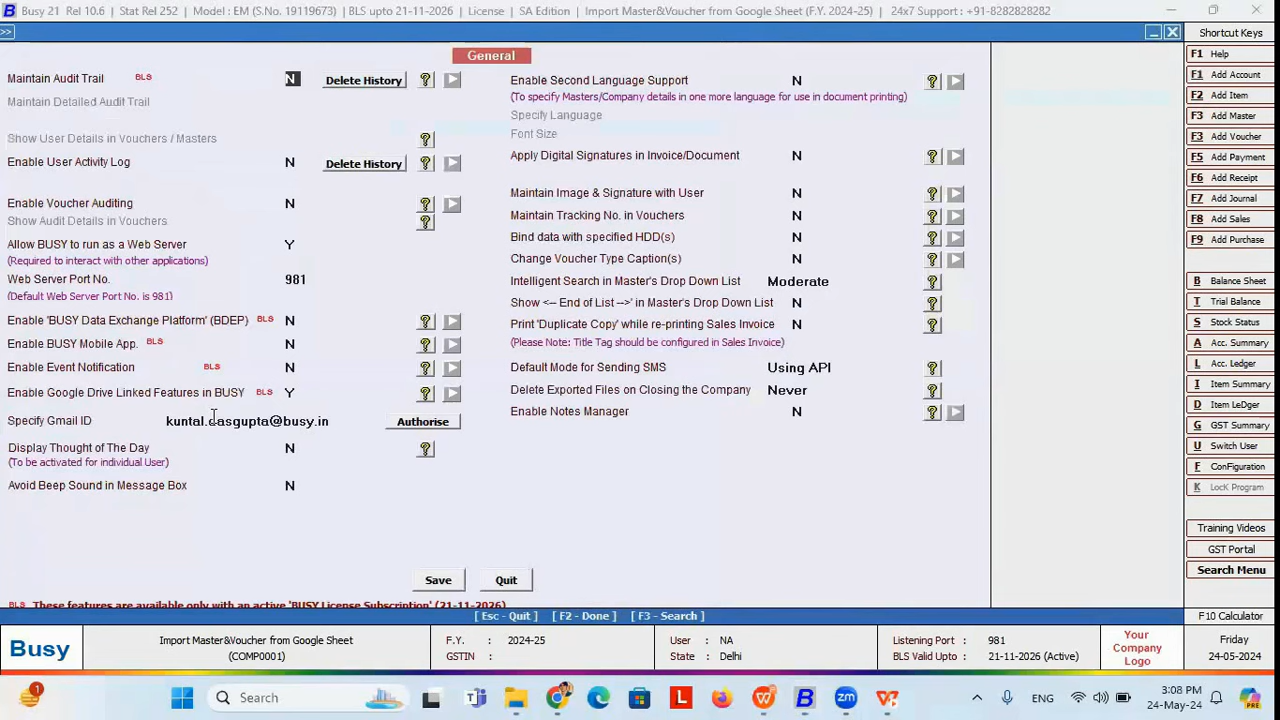 Busy 21 Rel 10.6 | Stat Rel 252 | Model : EM (S.No. 19119673) | BLS upto 21-11-2026 | License | SA Edition | Import Master&Voucher from Google Sheet (F.Y. 2024-25) | 24x7 Support : +91-8282828282
>>
General
Maintain Audit Trail BLS N Delete History ?
Maintain Detailed Audit Trail
Show User Details in Vouchers / Masters ?
Enable User Activity Log N Delete History ?
Enable Voucher Auditing N ?
Show Audit Details in Vouchers ?
Allow BUSY to run as a Web Server Y
(Required to interact with other applications)
Web Server Port No. 981
(Default Web Server Port No. is 981)
Enable 'BUSY Data Exchange Platform' (BDEP) BLS N ?
Enable BUSY Mobile App. BLS N ?
Enable Event Notification BLS N ?
Enable Google Drive Linked Features in BUSY BLS Y ?
Specify Gmail ID kuntal.dasgupta@busy.in Authorise
Display Thought of The Day N ?
(To be activated for individual User)
Avoid Beep Sound in Message Box N
Enable Second Language Support N ?
(To specify Masters/Company details in one more language for use in document printing)
Specify Language
Font Size
Apply Digital Signatures in Invoice/Document N ?
Maintain Image & Signature with User N ?
Maintain Tracking No. in Vouchers N ?
Bind data with specified HDD(s) N ?
Change Voucher Type Caption(s) N ?
Intelligent Search in Master's Drop Down List Moderate ?
Show <-- End of List -->' in Master's Drop Down List N ?
Print 'Duplicate Copy' while re-printing Sales Invoice N ?
(Please Note: Title Tag should be configured in Sales Invoice)
Default Mode for Sending SMS Using API ?
Delete Exported Files on Closing the Company Never ?
Enable Notes Manager N ?
Save Quit
BLS These features are available only with an active 'BUSY License Subscription' (21-11-2026)
[ Esc - Quit ] [ F2 - Done ] [ F3 - Search ]
Shortcut Keys
F1 Help
F1 Add Account
F2 Add Item
F3 Add Master
F3 Add Voucher
F5 Add Payment
F6 Add Receipt
F7 Add Journal
F8 Add Sales
F9 Add Purchase
B Balance Sheet
T Trial Balance
S Stock Status
A Acc. Summary
L Acc. Ledger
I Item Summary
D Item LeDger
G GST Summary
U Switch User
F ConFiguration
K LocK Program
Training Videos
GST Portal
Search Menu
F10 Calculator
Busy
Import Master&Voucher from Google Sheet
(COMP0001)
F.Y. : 2024-25
GSTIN :
User : NA
State : Delhi
Listening Port : 981
BLS Valid Upto : 21-11-2026 (Active)
Your
Company
Logo
Friday
24-05-2024
1
Search
ENG
3:08 PM
24-May-24
PRE